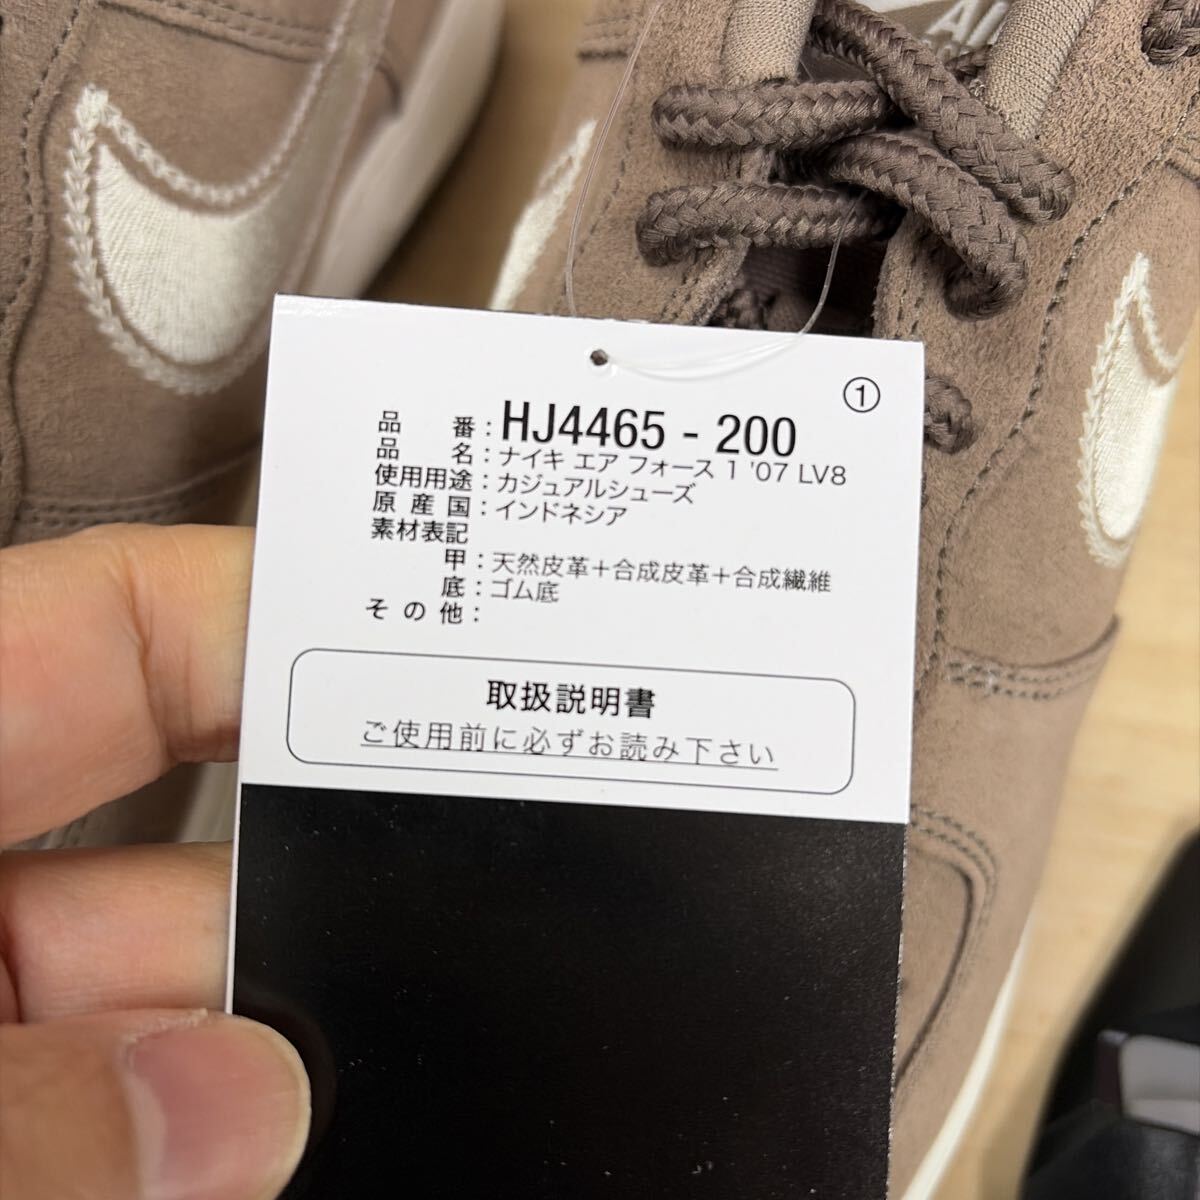 AI
①
品番：HJ4465 - 200
品名：ナイキ エア フォース 1 '07 LV8
使用用途：カジュアルシューズ
原産国：インドネシア
素材表記
甲：天然皮革＋合成皮革＋合成繊維
底：ゴム底
その他：
取扱説明書
ご使用前に必ずお読み下さい